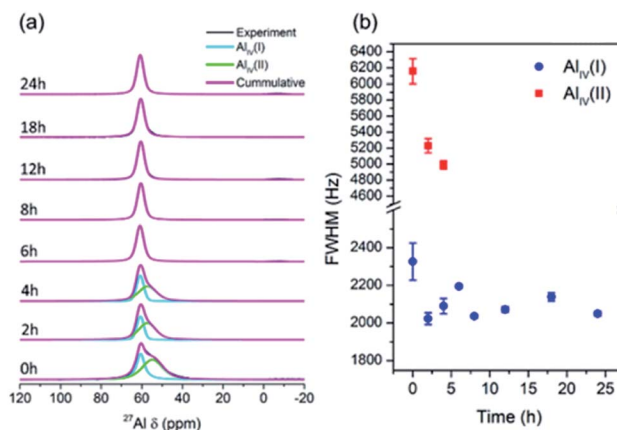 (a)
Experiment
Al_IV(I)
Al_IV(II)
Cummulative
24h
18h
12h
8h
6h
4h
2h
0h
120 100 80 60 40 20 0 -20
²⁷Al δ (ppm)
(b)
Al_IV(I)
Al_IV(II)
6400
6200
6000
5800
5600
5400
5200
5000
4800
4600
2400
2200
2000
1800
FWHM (Hz)
0 5 10 15 20 25
Time (h)